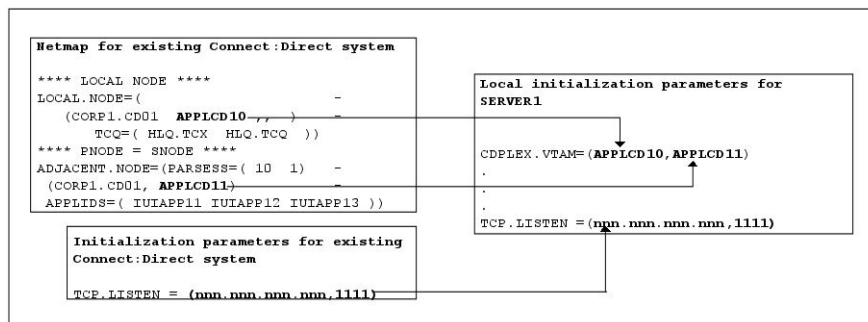 Netmap for existing Connect:Direct system
**** LOCAL NODE ****
LOCAL.NODE=( -
(CORP1.CD01 APPLCD10 ,, ) -
TCQ=( HLQ.TCX HLQ.TCQ ))
**** PNODE = SNODE ****
ADJACENT.NODE=(PARSESS=( 10 1) -
(CORP1.CD01, APPLCD11) -
APPLIDS=( IUIAPP11 IUIAPP12 IUIAPP13 ))
Initialization parameters for existing
Connect:Direct system
TCP.LISTEN = (nnn.nnn.nnn.nnn,1111)
Local initialization parameters for
SERVER1
CDPLEX.VTAM=(APPLCD10,APPLCD11)
.
.
.
TCP.LISTEN =(nnn.nnn.nnn.nnn,1111)